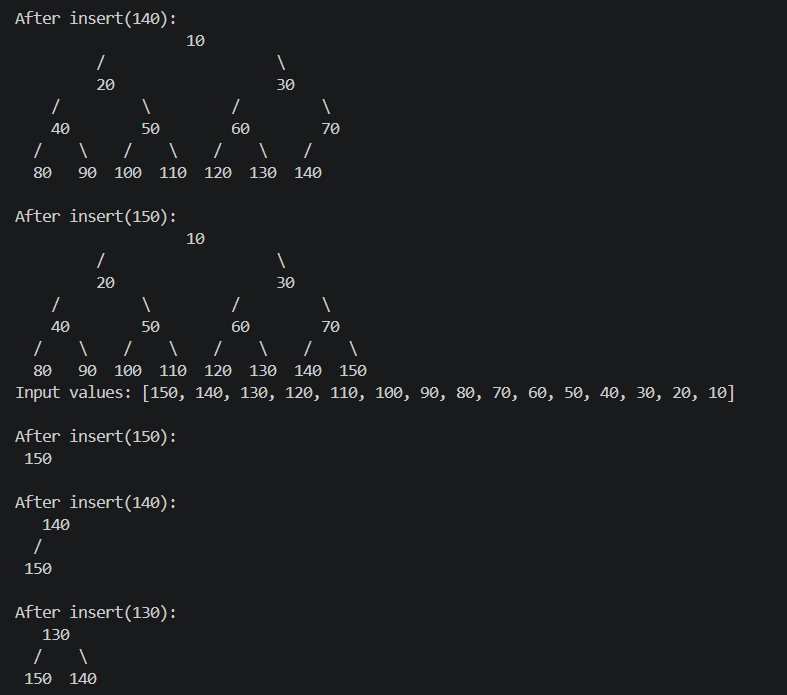 After insert(140):
                   10
         /                   \
         20                  30
    /         \         /         \
    40        50        60        70
  /    \    /    \    /    \    /
  80   90  100  110  120  130  140

After insert(150):
                   10
         /                   \
         20                  30
    /         \         /         \
    40        50        60        70
  /    \    /    \    /    \    /    \
  80   90  100  110  120  130  140  150
Input values: [150, 140, 130, 120, 110, 100, 90, 80, 70, 60, 50, 40, 30, 20, 10]

After insert(150):
 150

After insert(140):
   140
  /
 150

After insert(130):
   130
  /    \
 150  140